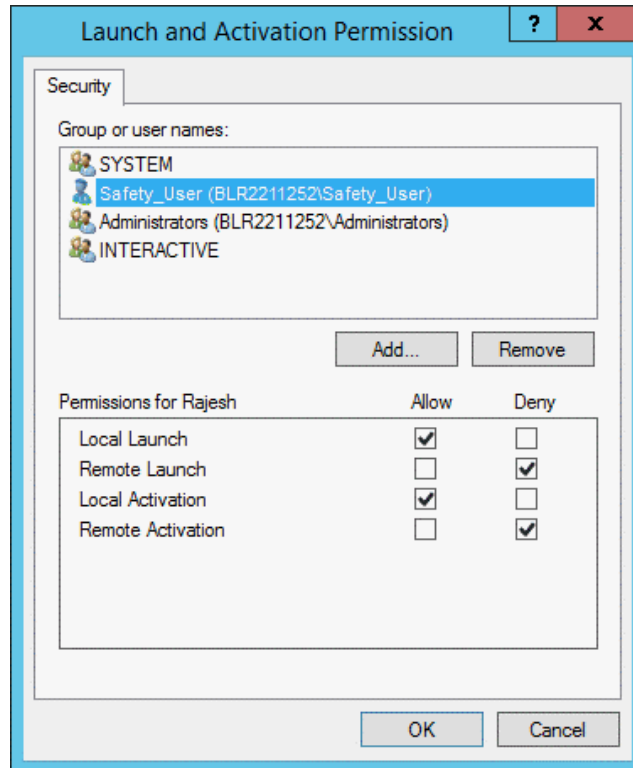 Launch and Activation Permission
? x
Security
Group or user names:
SYSTEM
Safety_User (BLR2211252\Safety_User)
Administrators (BLR2211252\Administrators)
INTERACTIVE
Add... Remove
Permissions for Rajesh Allow Deny
Local Launch
Remote Launch
Local Activation
Remote Activation
OK Cancel